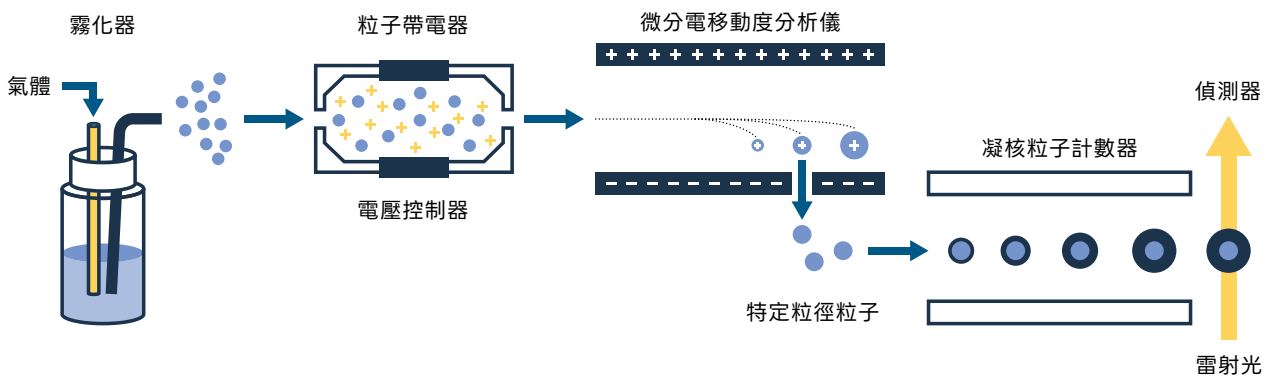 霧化器
氣體
粒子帶電器
電壓控制器
微分電移動度分析儀
特定粒徑粒子
凝核粒子計數器
偵測器
雷射光